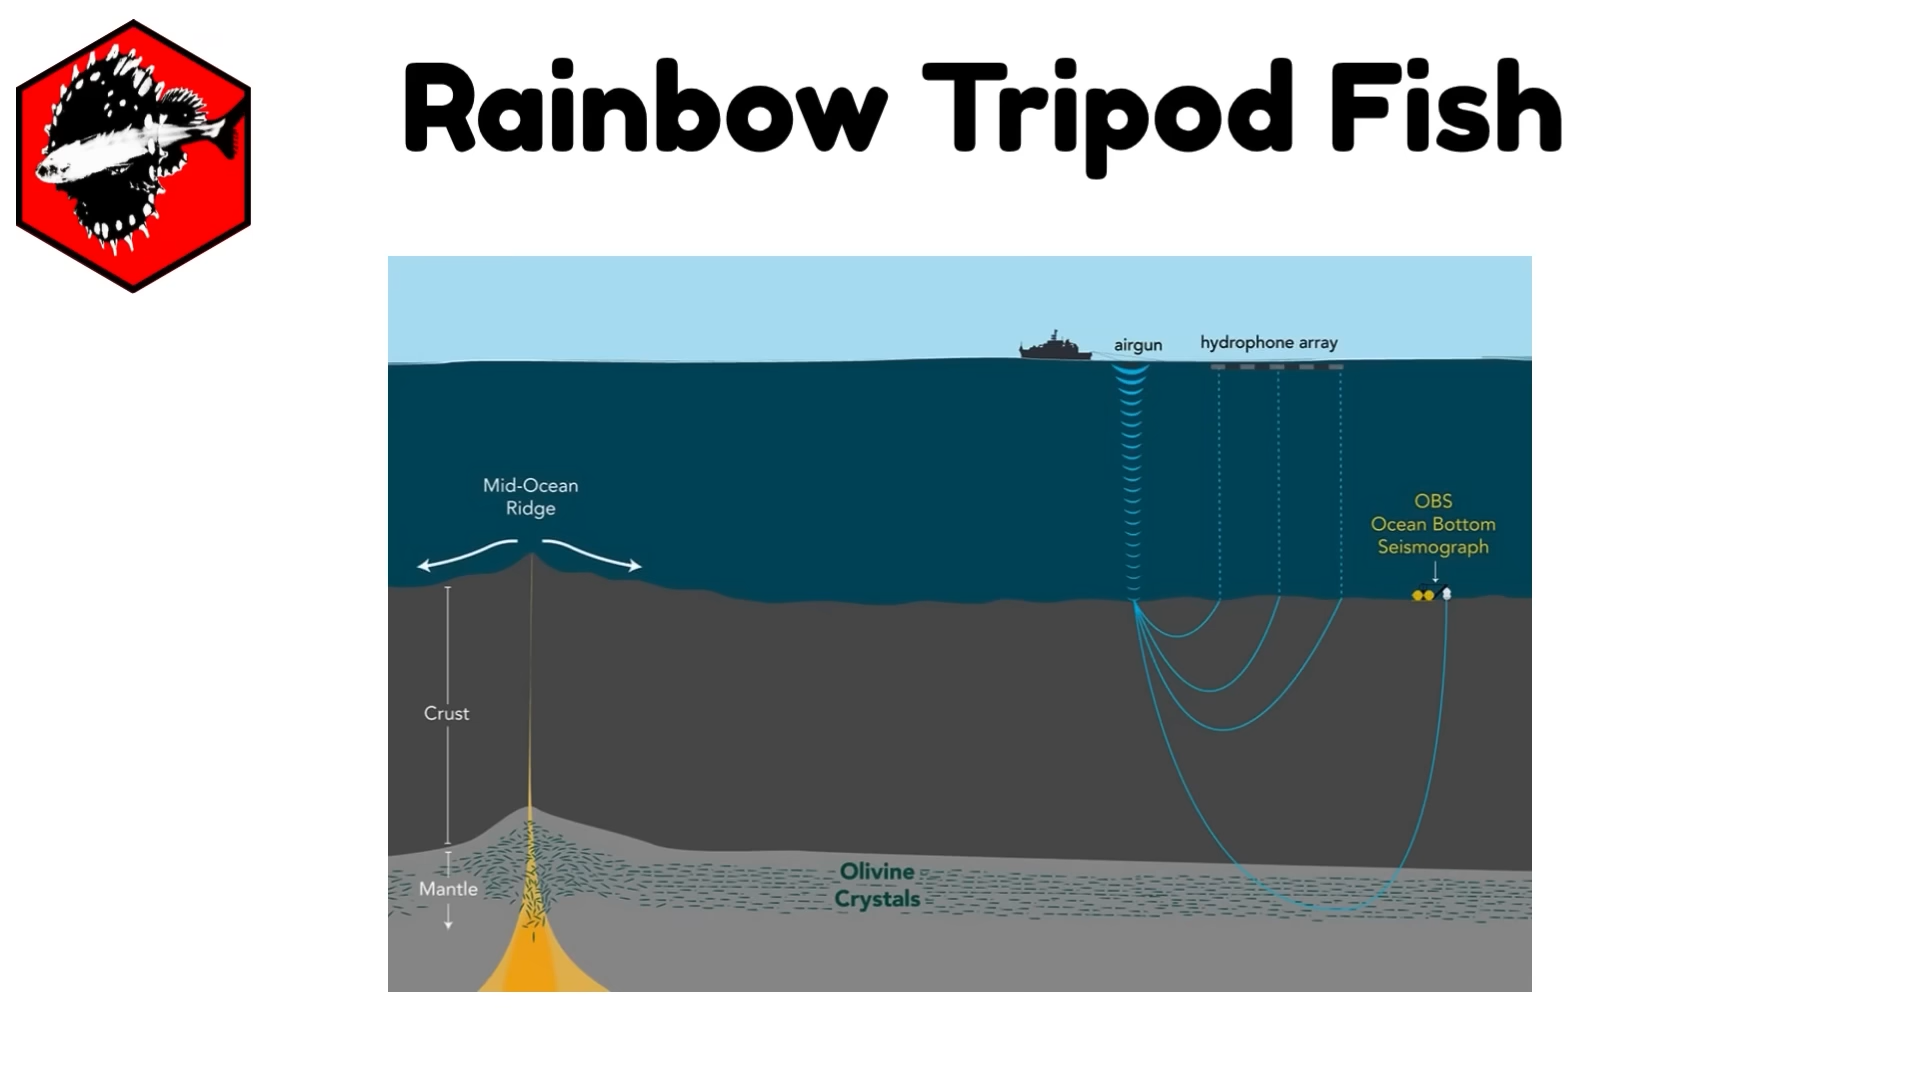 Rainbow Tripod Fish
airgun
hydrophone array
Mid-Ocean
Ridge
OBS
Ocean Bottom
Seismograph
Crust
Mantle
Olivine
Crystals